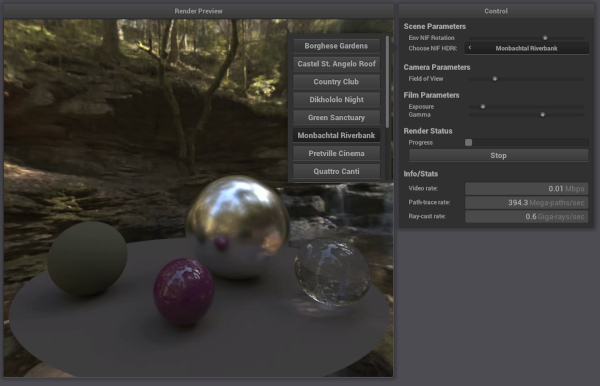 Render Preview
Borghese Gardens
Castel St. Angelo Roof
Country Club
Dikhololo Night
Green Sanctuary
Monbachtal Riverbank
Pretville Cinema
Quattro Canti
Control
Scene Parameters
Env NIF Rotation
Choose NIF HDRI: ‹ Monbachtal Riverbank
Camera Parameters
Field of View
Film Parameters
Exposure
Gamma
Render Status
Progress
Stop
Info/Stats
Video rate: 0.01 Mbps
Path-trace rate: 394.3 Mega-paths/sec
Ray-cast rate: 0.6 Giga-rays/sec